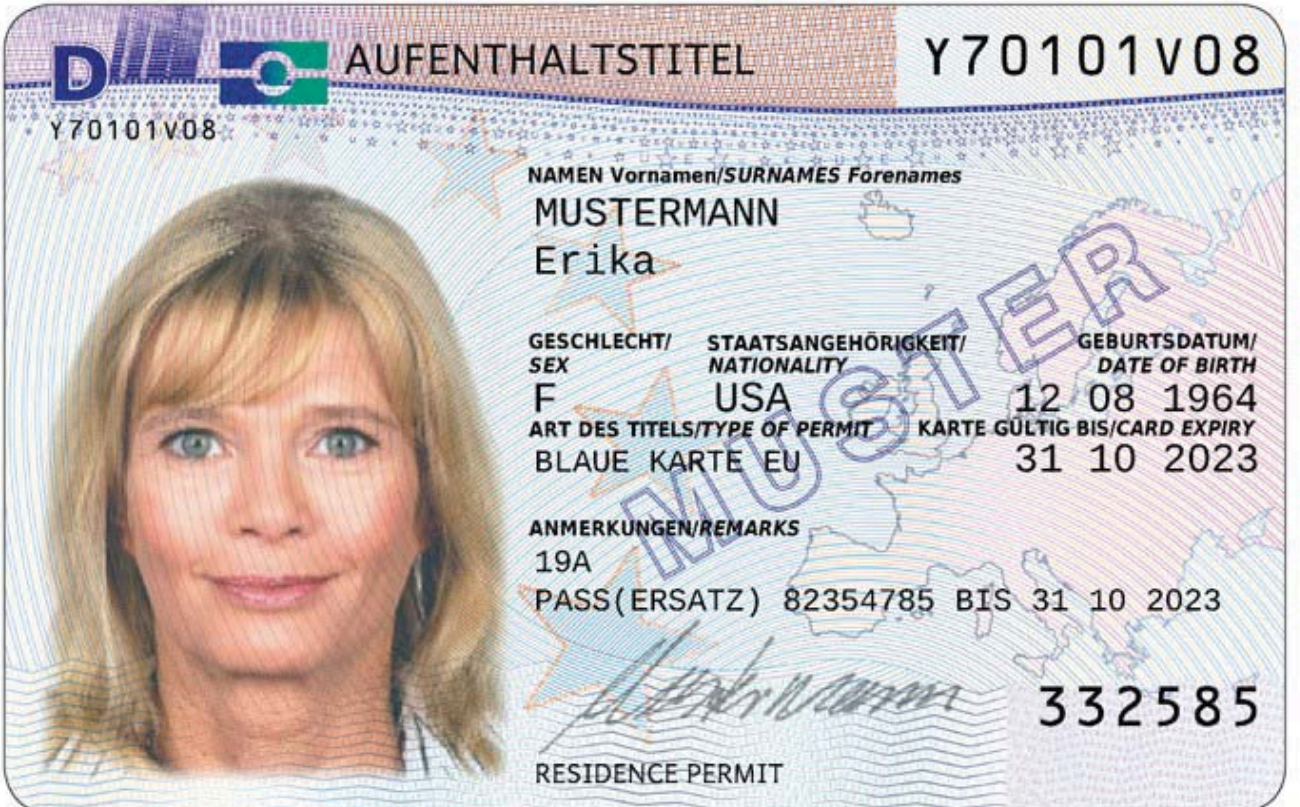 D AUFENTHALTSTITEL Y70101V08
Y70101V08
NAMEN Vornamen/SURNAMES Forenames
MUSTERMANN
Erika
GESCHLECHT/ STAATSANGEHÖRIGKEIT/ GEBURTSDATUM/
SEX NATIONALITY DATE OF BIRTH
F USA 12 08 1964
ART DES TITELS/TYPE OF PERMIT KARTE GÜLTIG BIS/CARD EXPIRY
BLAUE KARTE EU 31 10 2023
ANMERKUNGEN/REMARKS
19A
PASS(ERSATZ) 82354785 BIS 31 10 2023
MUSTER
Mustermann
332585
RESIDENCE PERMIT